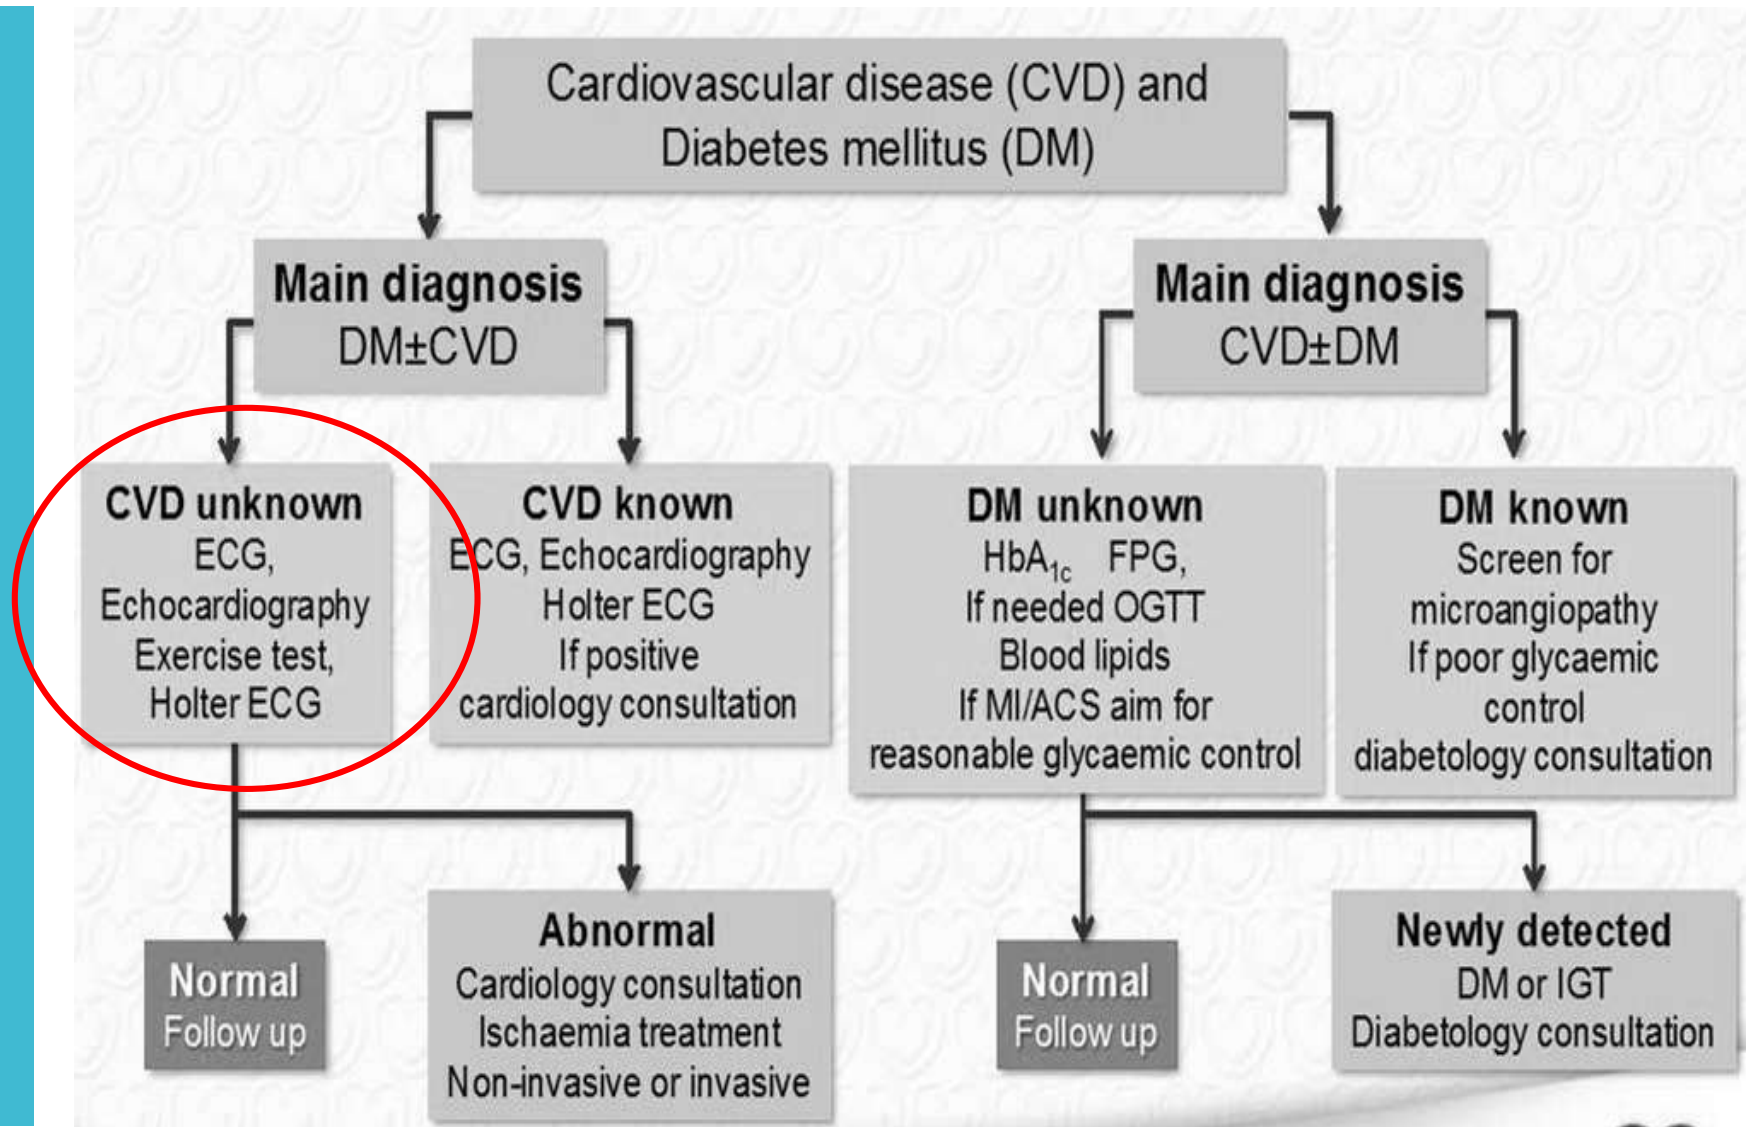 Cardiovascular disease (CVD) and
Diabetes mellitus (DM)
Main diagnosis
DM±CVD
Main diagnosis
CVD±DM
CVD unknown
ECG,
Echocardiography
Exercise test,
Holter ECG
CVD known
ECG, Echocardiography
Holter ECG
If positive
cardiology consultation
DM unknown
HbA1c FPG,
If needed OGTT
Blood lipids
If MI/ACS aim for
reasonable glycaemic control
DM known
Screen for
microangiopathy
If poor glycaemic
control
diabetology consultation
Normal
Follow up
Abnormal
Cardiology consultation
Ischaemia treatment
Non-invasive or invasive
Normal
Follow up
Newly detected
DM or IGT
Diabetology consultation